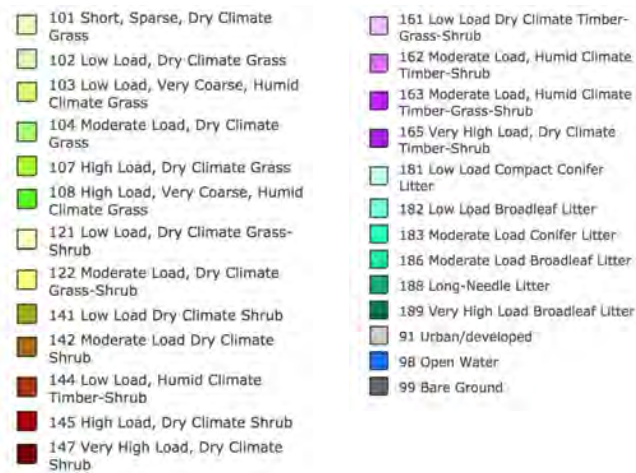 101 Short, Sparse, Dry Climate
Grass
102 Low Load, Dry Climate Grass
103 Low Load, Very Coarse, Humid
Climate Grass
104 Moderate Load, Dry Climate
Grass
107 High Load, Dry Climate Grass
108 High Load, Very Coarse, Humid
Climate Grass
121 Low Load, Dry Climate Grass-
Shrub
122 Moderate Load, Dry Climate
Grass-Shrub
141 Low Load Dry Climate Shrub
142 Moderate Load Dry Climate
Shrub
144 Low Load, Humid Climate
Timber-Shrub
145 High Load, Dry Climate Shrub
147 Very High Load, Dry Climate
Shrub
161 Low Load Dry Climate Timber-
Grass-Shrub
162 Moderate Load, Humid Climate
Timber-Shrub
163 Moderate Load, Humid Climate
Timber-Grass-Shrub
165 Very High Load, Dry Climate
Timber-Shrub
181 Low Load Compact Conifer
Litter
182 Low Load Broadleaf Litter
183 Moderate Load Conifer Litter
186 Moderate Load Broadleaf Litter
188 Long-Needle Litter
189 Very High Load Broadleaf Litter
91 Urban/developed
98 Open Water
99 Bare Ground